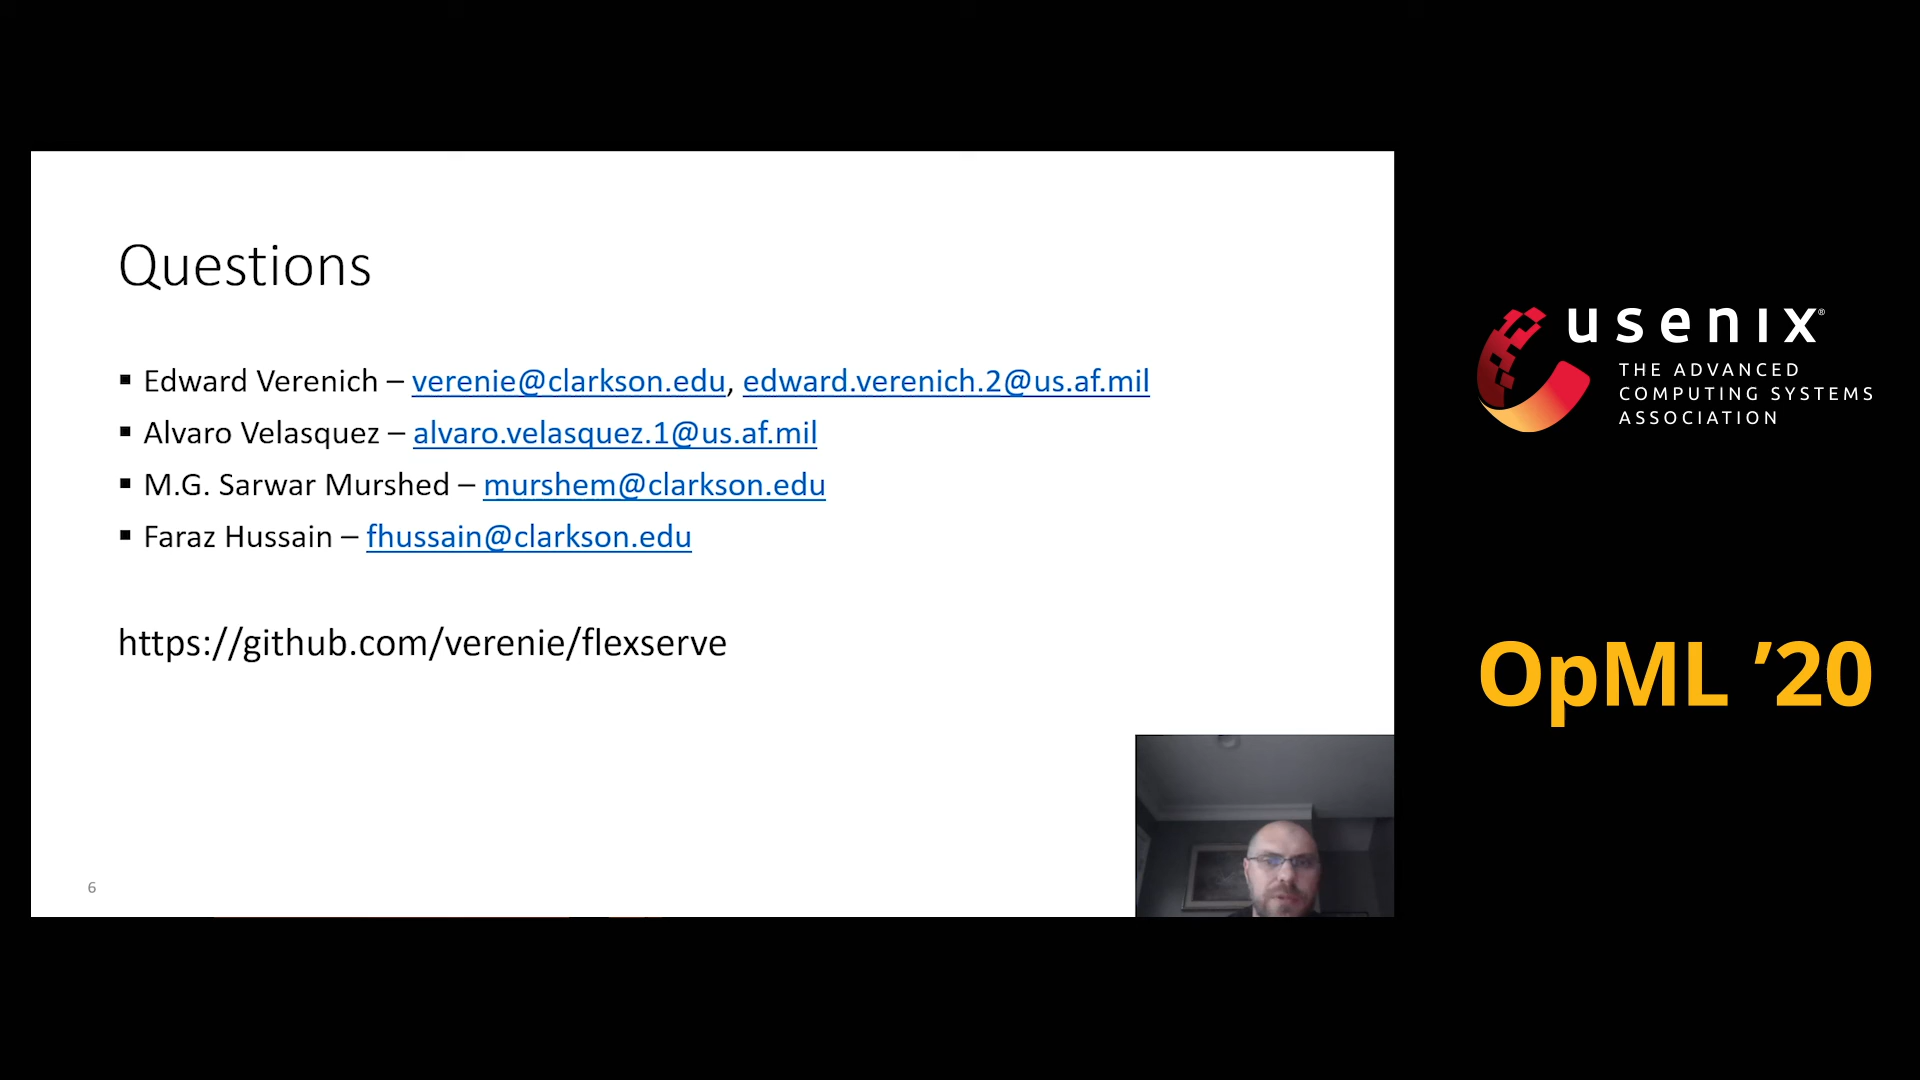 Questions
▪ Edward Verenich – verenie@clarkson.edu, edward.verenich.2@us.af.mil
▪ Alvaro Velasquez – alvaro.velasquez.1@us.af.mil
▪ M.G. Sarwar Murshed – murshem@clarkson.edu
▪ Faraz Hussain – fhussain@clarkson.edu
https://github.com/verenie/flexserve
6
usenix®
THE ADVANCED
COMPUTING SYSTEMS
ASSOCIATION
OpML ’20